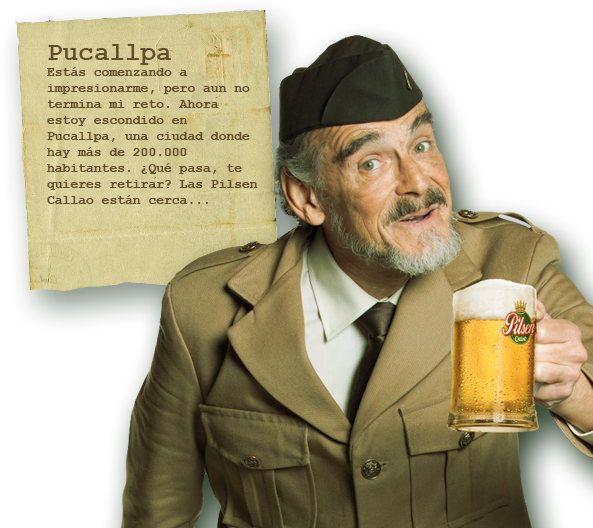 Pucallpa
Estás comenzando a
impresionarme, pero aun no
termina mi reto. Ahora
estoy escondido en
Pucallpa, una ciudad donde
hay más de 200.000
habitantes. ¿Qué pasa, te
quieres retirar? Las Pilsen
Callao están cerca...
Pilsen
Callao